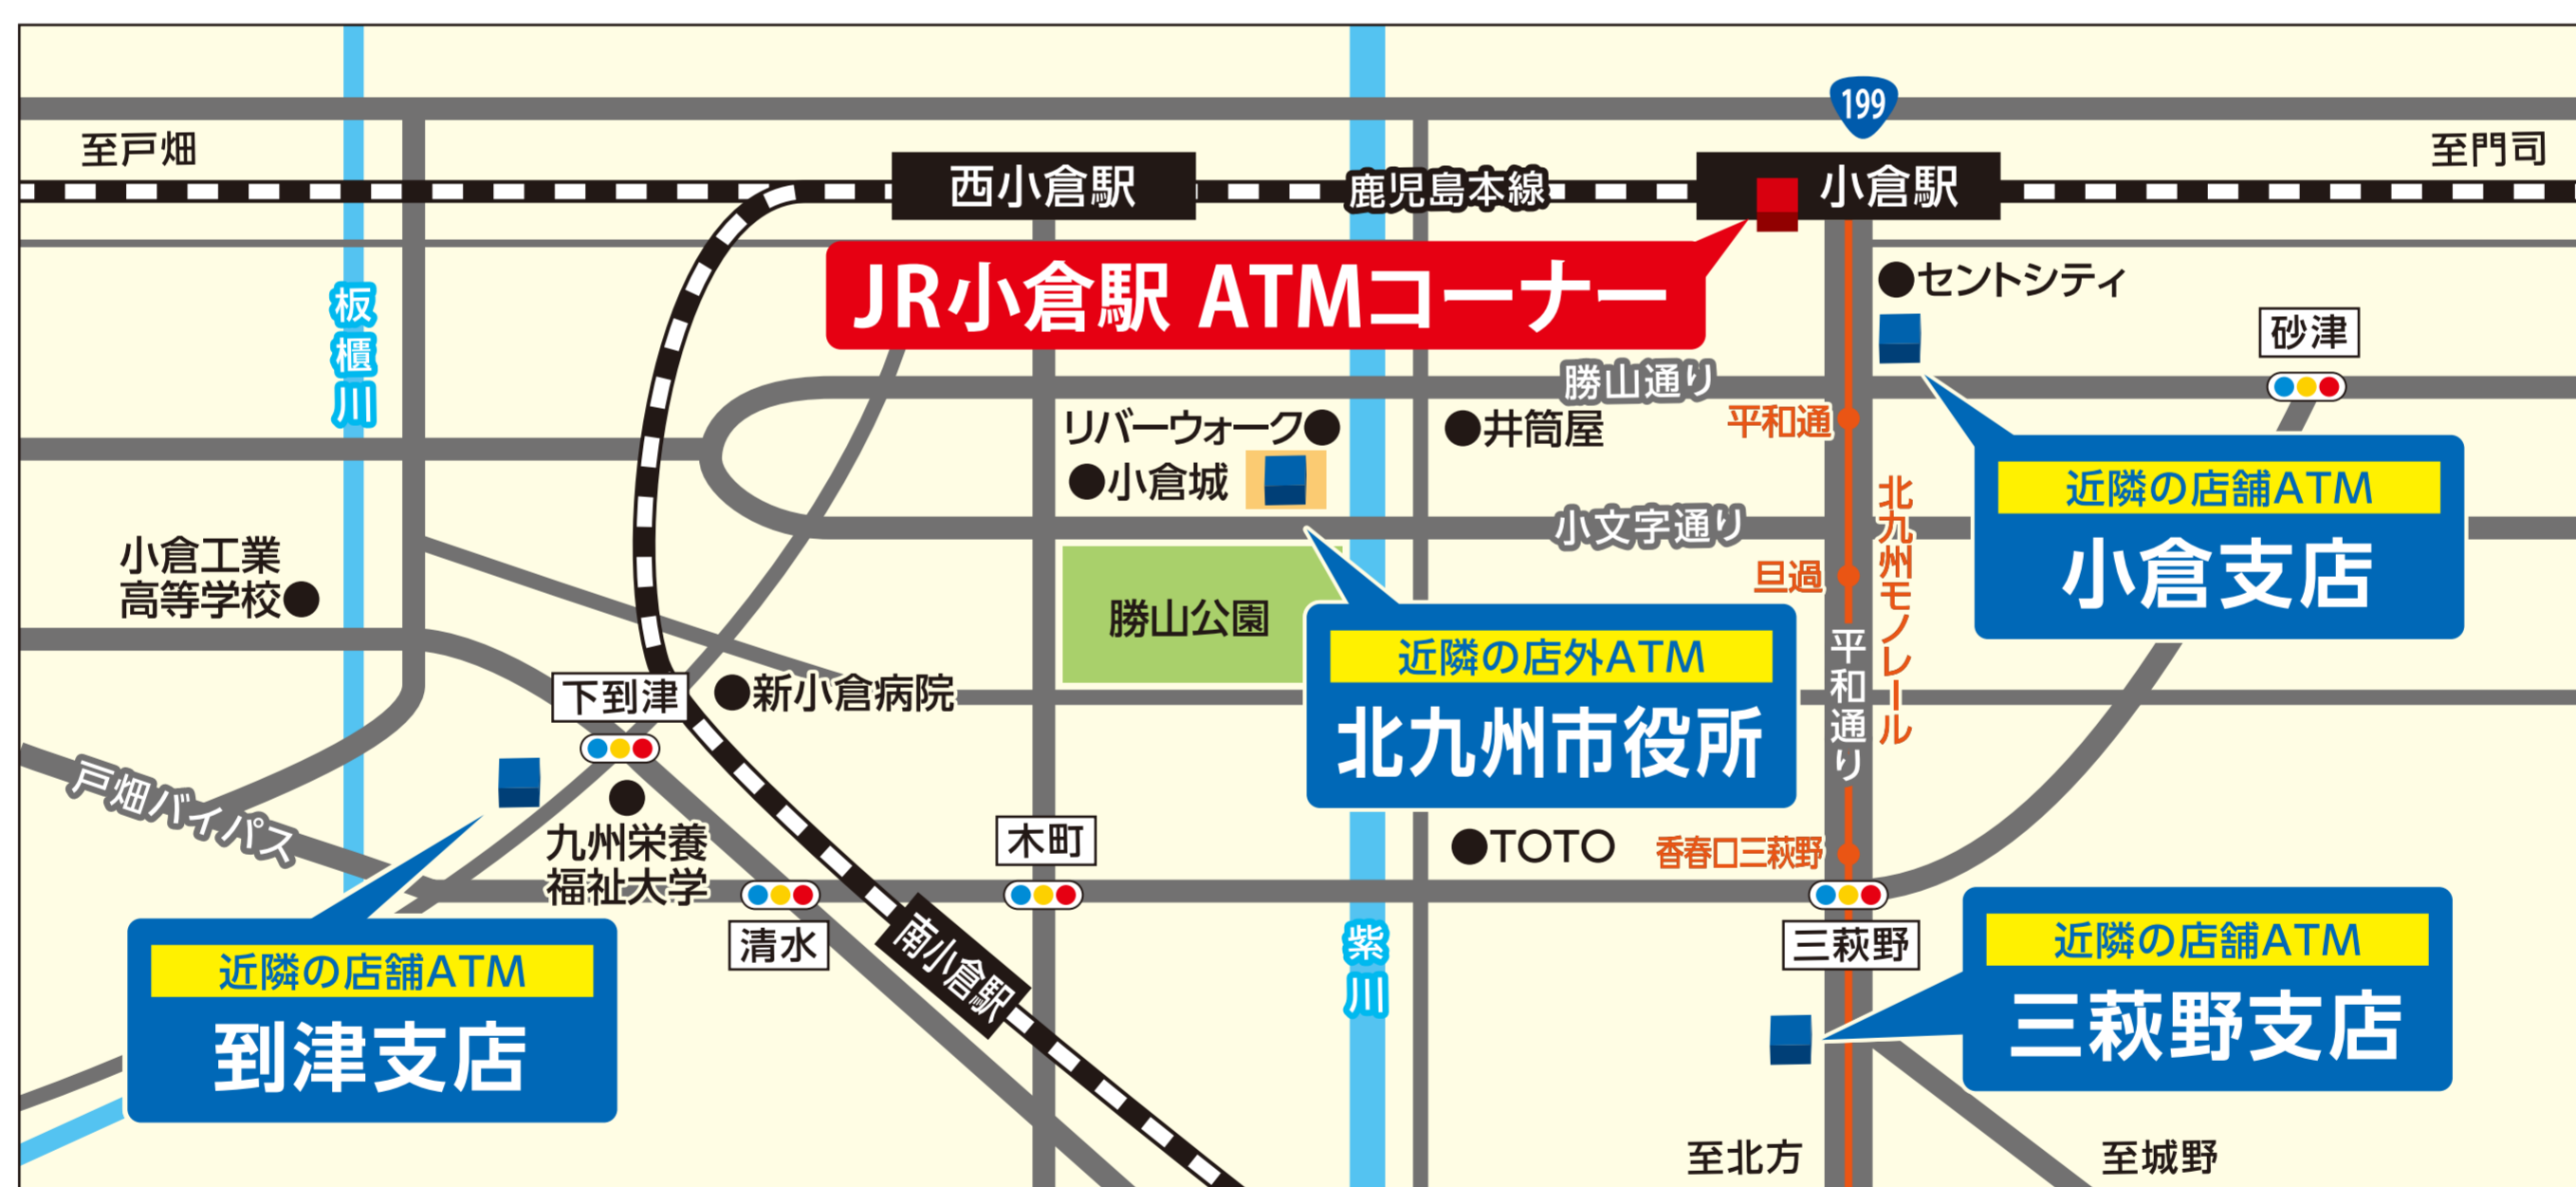 199
至戸畑
至門司
西小倉駅
鹿児島本線
小倉駅
JR小倉駅 ATMコーナー
セントシティ
板櫃川
砂津
勝山通り
平和通
リバーウォーク
井筒屋
小倉城
近隣の店舗ATM
小倉支店
北九州モノレール
小文字通り
小倉工業
高等学校
旦過
勝山公園
近隣の店外ATM
北九州市役所
平和通り
下到津
新小倉病院
戸畑バイパス
九州栄養
福祉大学
木町
TOTO
香春口三萩野
清水
南小倉駅
紫川
三萩野
近隣の店舗ATM
三萩野支店
近隣の店舗ATM
到津支店
至北方
至城野